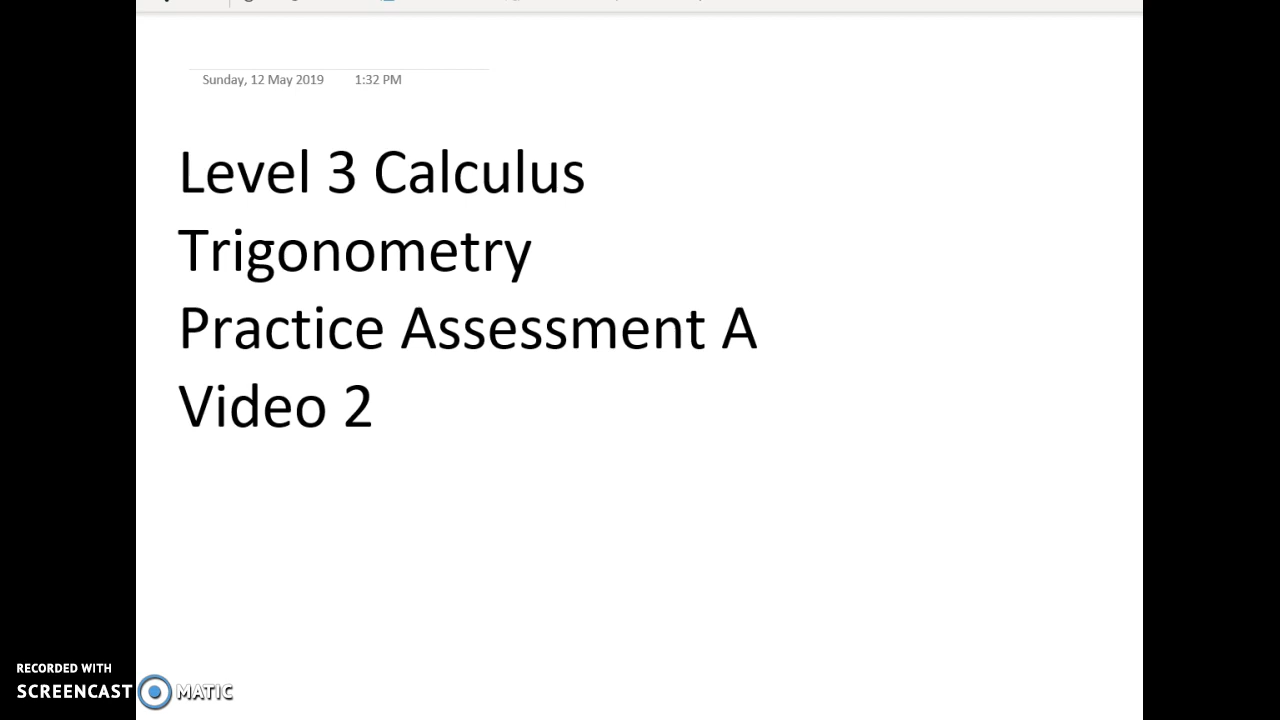 Sunday, 12 May 2019 1:32 PM
Level 3 Calculus
Trigonometry
Practice Assessment A
Video 2
RECORDED WITH
SCREENCAST MATIC